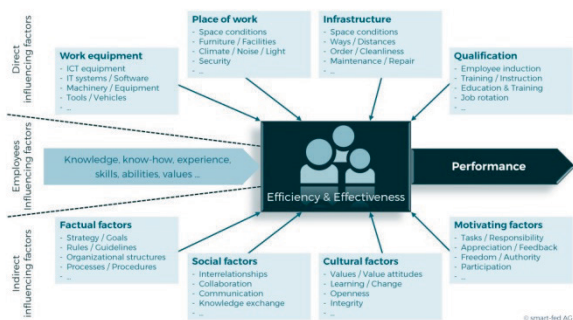 Direct
influencing factors
Work equipment
- ICT equipment
- IT systems / Software
- Machinery / Equipment
- Tools / Vehicles
- ...
Place of work
- Space conditions
- Furniture / Facilities
- Climate / Noise / Light
- Security
- ...
Infrastructure
- Space conditions
- Ways / Distances
- Order / Cleanliness
- Maintenance / Repair
- ...
Qualification
- Employee induction
- Training / Instruction
- Education & Training
- Job rotation
- ...
Employees
Influencing factors
Knowledge, know-how, experience,
skills, abilities, values ...
Efficiency & Effectiveness
Performance
Indirect
influencing factors
Factual factors
- Strategy / Goals
- Rules / Guidelines
- Organizational structures
- Processes / Procedures
- ...
Social factors
- Interrelationships
- Collaboration
- Communication
- Knowledge exchange
- ...
Cultural factors
- Values / Value attitudes
- Learning / Change
- Openness
- Integrity
- ...
Motivating factors
- Tasks / Responsibility
- Appreciation / Feedback
- Freedom / Authority
- Participation
- ...
© smart-fed AG